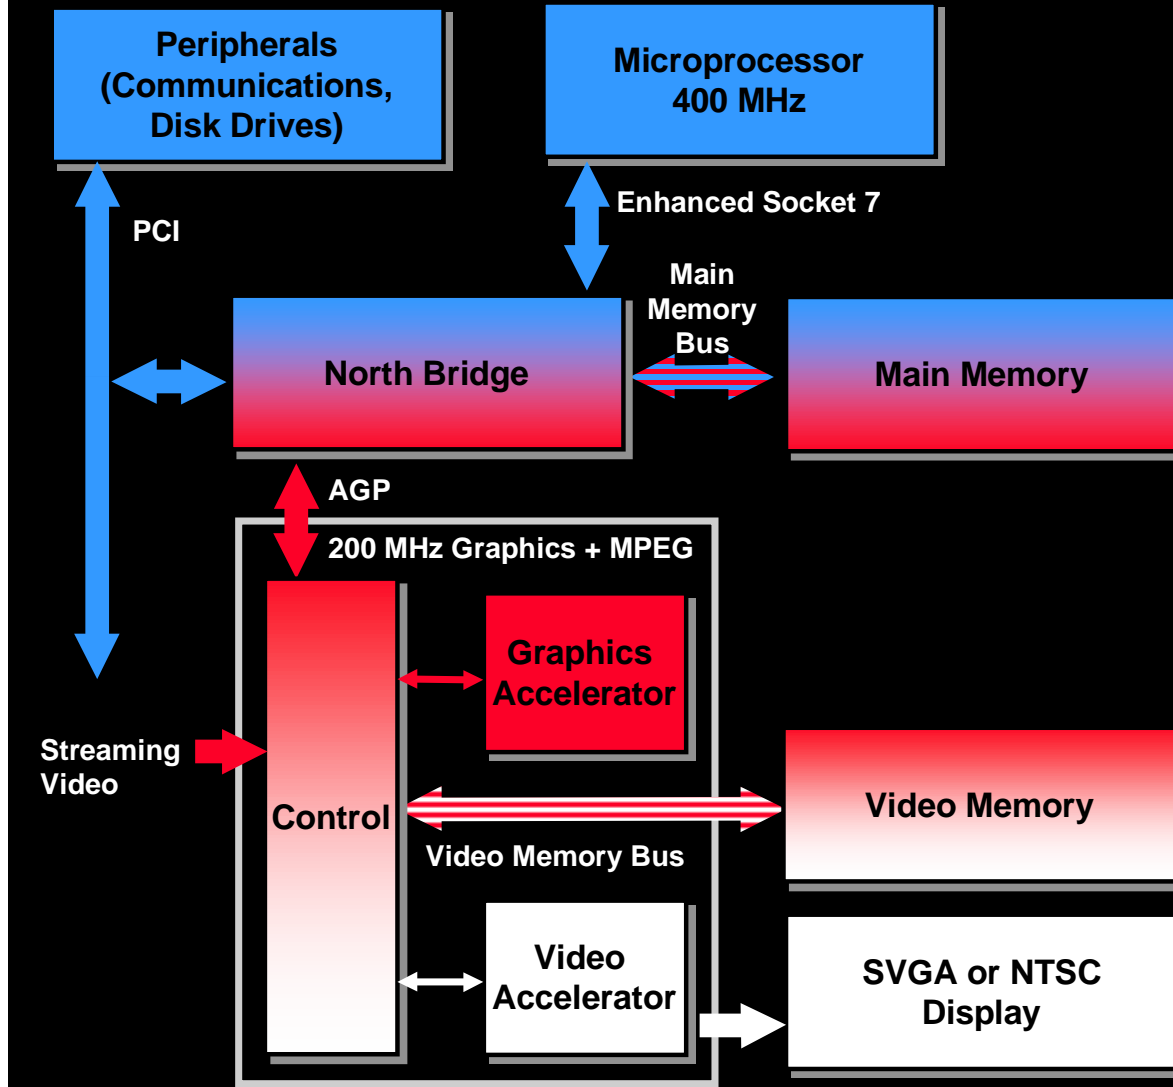 Peripherals
(Communications,
Disk Drives)
Microprocessor
400 MHz
PCI
Enhanced Socket 7
Main
Memory
Bus
North Bridge
Main Memory
AGP
200 MHz Graphics + MPEG
Graphics
Accelerator
Streaming
Video
Control
Video Memory
Video Memory Bus
Video
Accelerator
SVGA or NTSC
Display